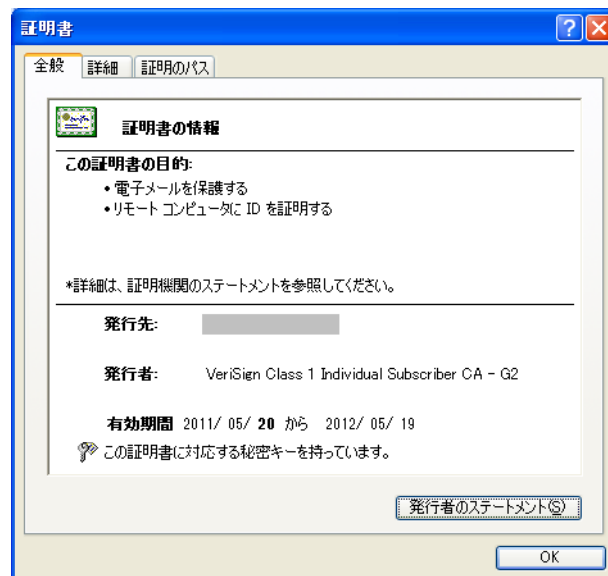 証明書
全般 詳細 証明のパス
証明書の情報
この証明書の目的:
• 電子メールを保護する
• リモート コンピュータに ID を証明する
*詳細は、証明機関のステートメントを参照してください。
発行先:
発行者: VeriSign Class 1 Individual Subscriber CA - G2
有効期間 2011/ 05/ 20 から 2012/ 05/ 19
この証明書に対応する秘密キーを持っています。
発行者のステートメント(S)
OK